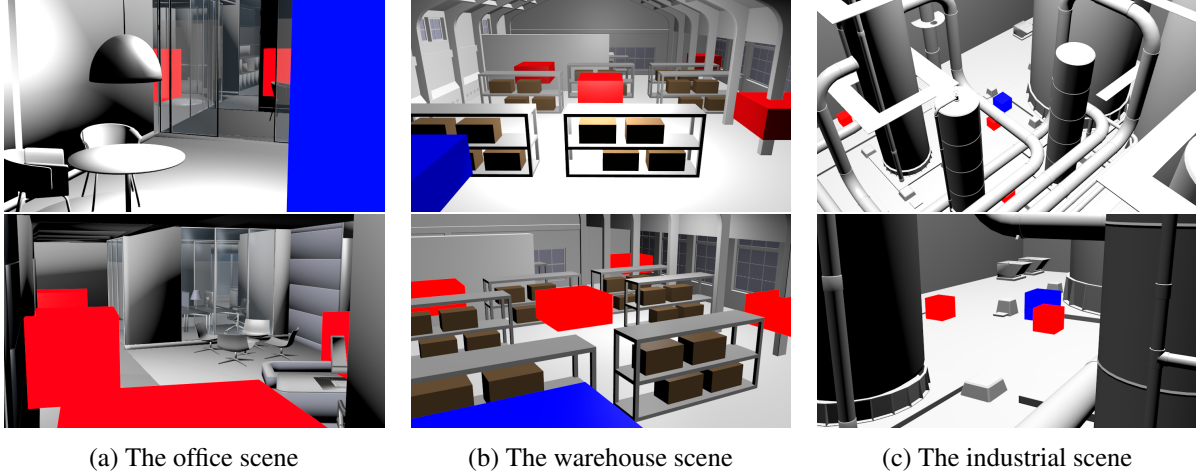 (a) The office scene
(b) The warehouse scene
(c) The industrial scene